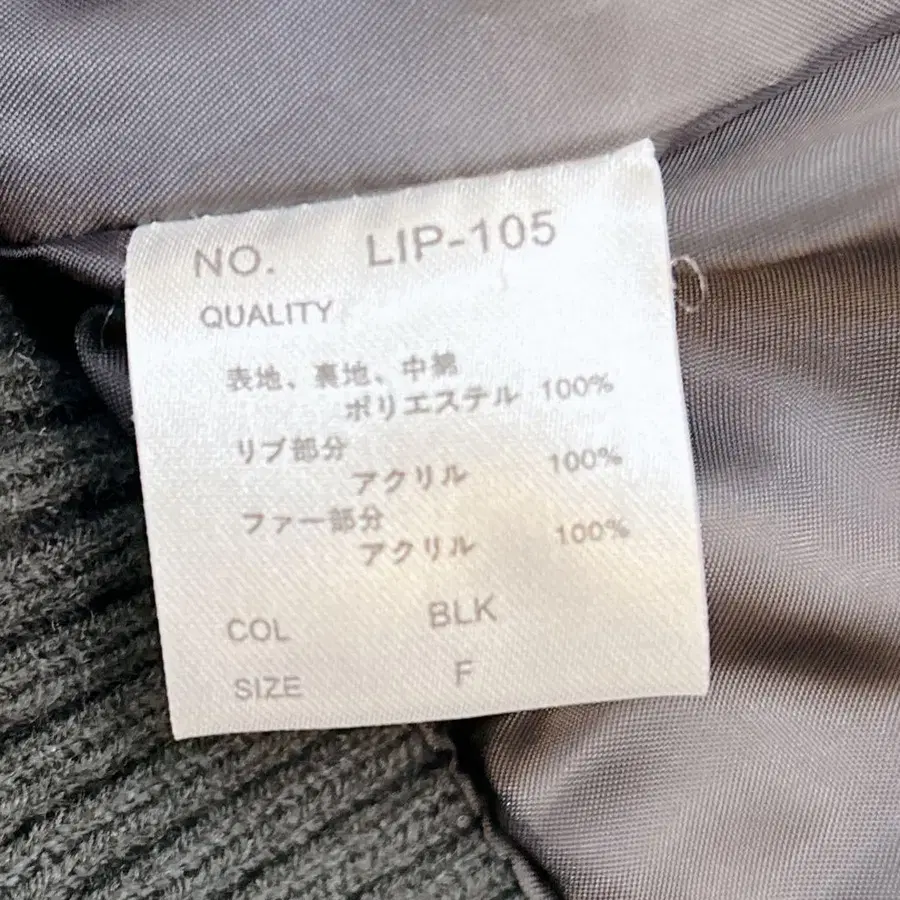 NO. LIP-105
QUALITY
表地、裏地、中綿
ポリエステル 100%
リブ部分
アクリル 100%
ファー部分
アクリル 100%
COL BLK
SIZE F